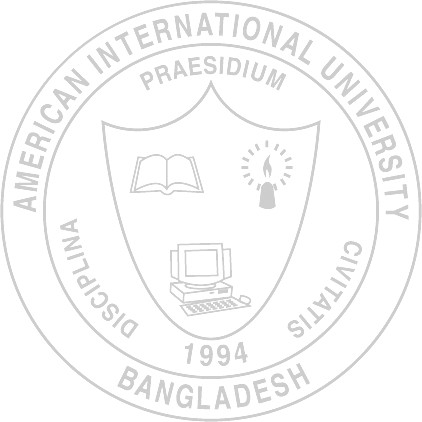 AMERICAN INTERNATIONAL UNIVERSITY
PRAESIDIUM
DISCIPLINA
CIVITATIS
1994
BANGLADESH